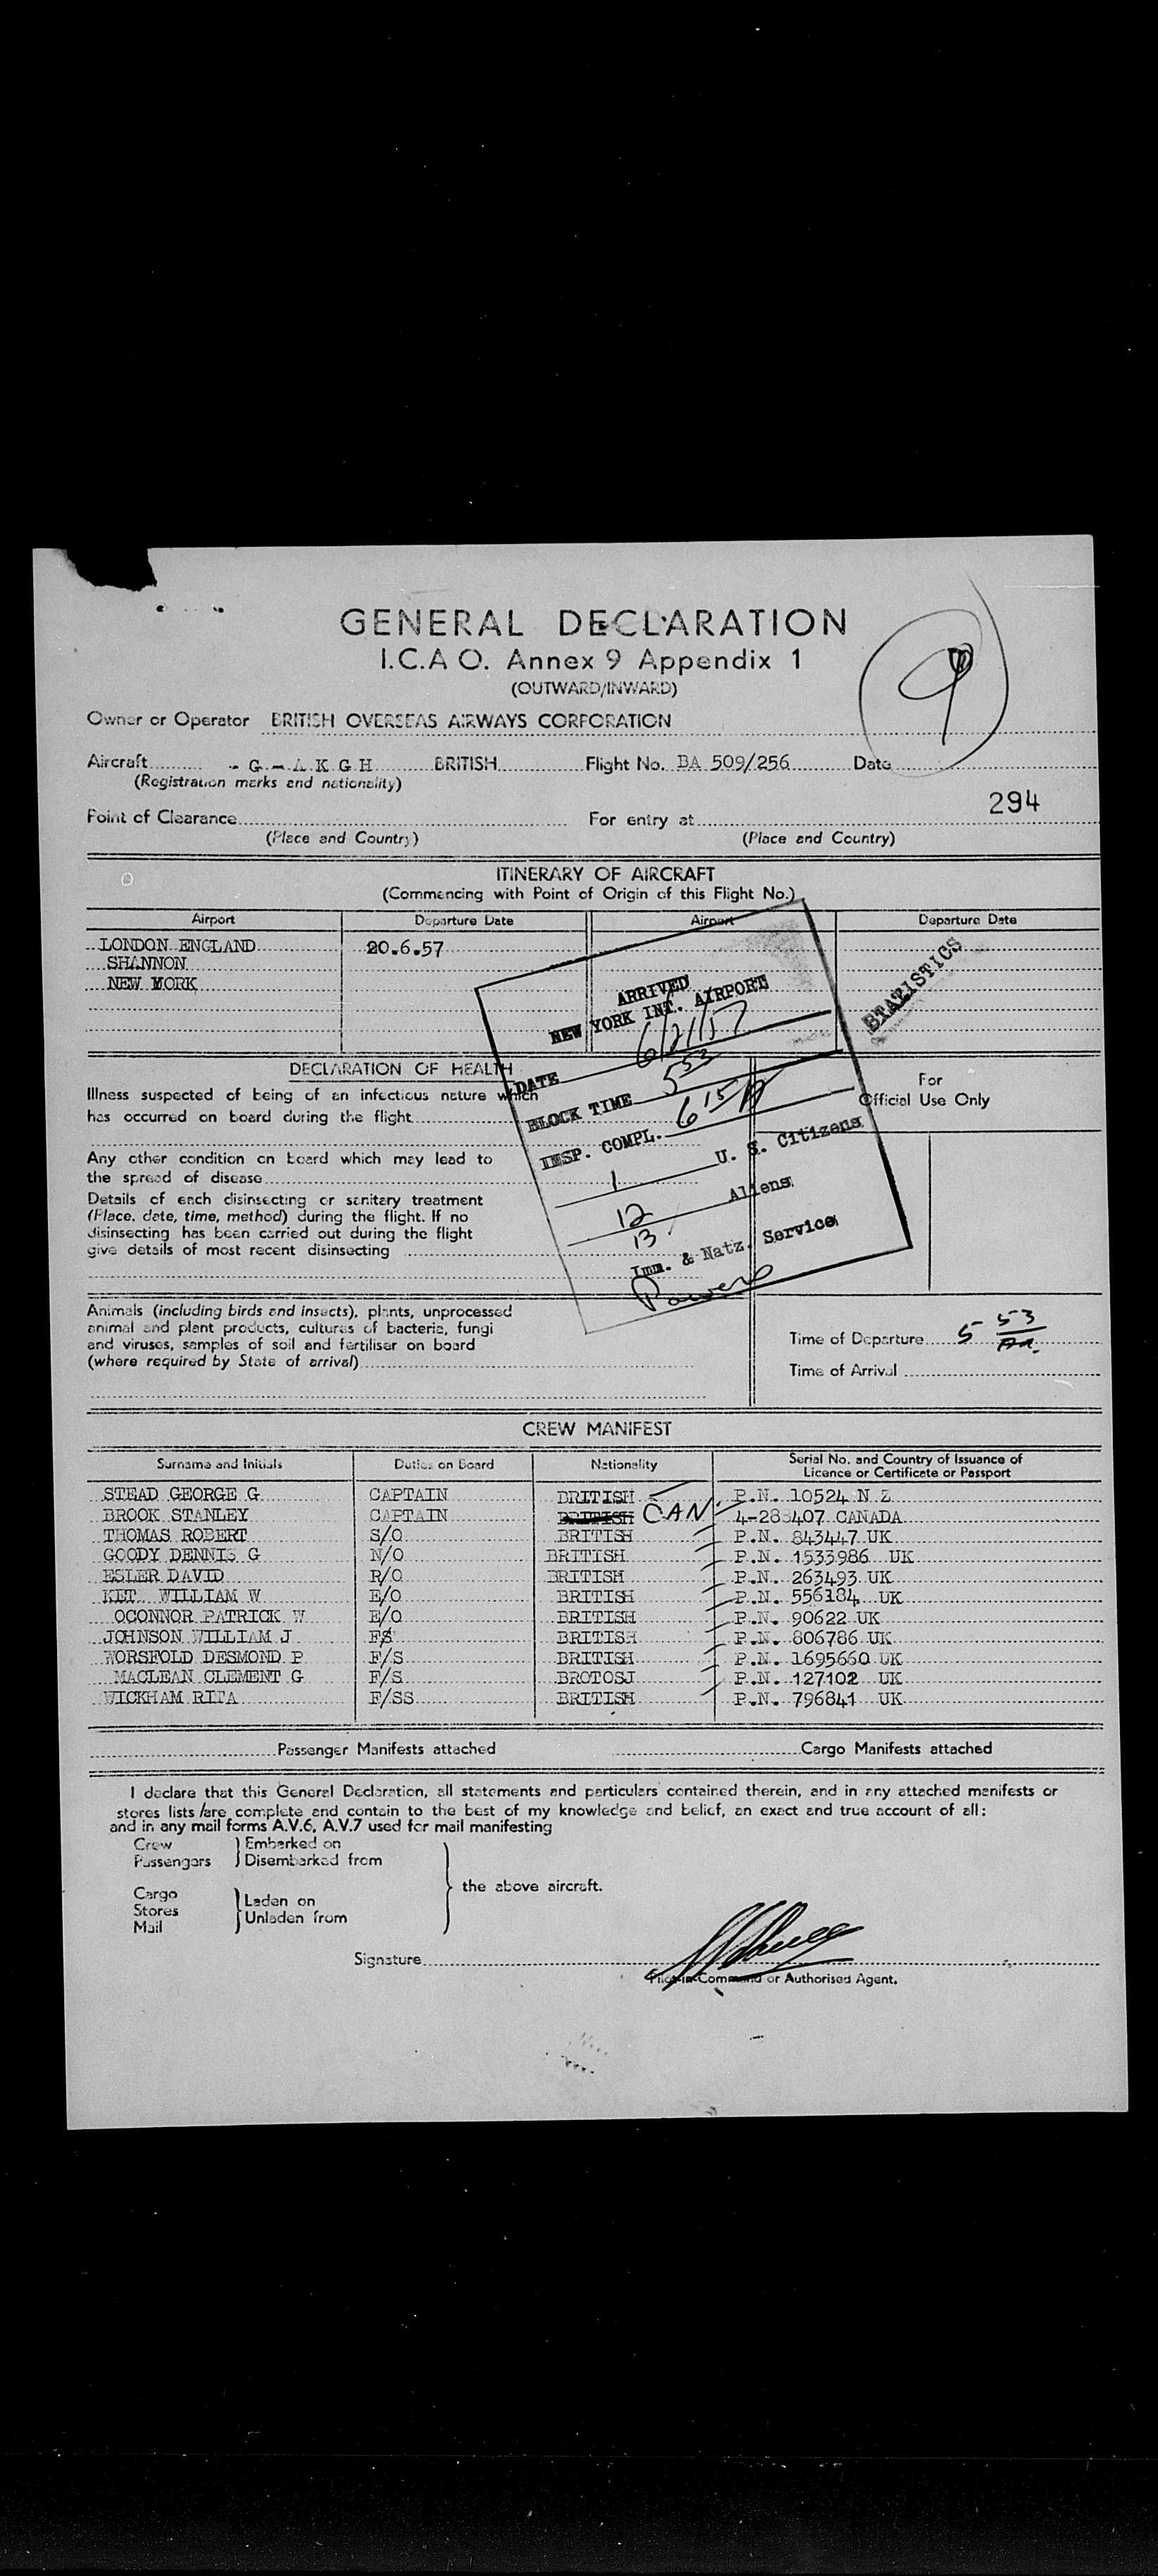 GENERAL DECLARATION
I.C.A O. Annex 9 Appendix 1
(OUTWARD/INWARD)
9
Owner or Operator BRITISH OVERSEAS AIRWAYS CORPORATION
Aircraft - G - A K G H BRITISH Flight No. BA 509/256 Date
(Registration marks and nationality)
294
Point of Clearance For entry at
(Place and Country) (Place and Country)
ITINERARY OF AIRCRAFT
(Commencing with Point of Origin of this Flight No.)
Airport Departure Date Airport Departure Date
LONDON ENGLAND 20.6.57
SHANNON
NEW YORK
STATISTICS
ARRIVED
NEW YORK INT. AIRPORT
DATE 6/21/57
BLOCK TIME 553
INSP. COMPL. 615 A
1 U. S. Citizens
12 Aliens
13
Imm. & Natz. Service
Powers
DECLARATION OF HEALTH
Illness suspected of being of an infectious nature which
has occurred on board during the flight
For
Official Use Only
Any other condition on board which may lead to
the spread of disease
Details of each disinsecting or sanitary treatment
(Place, date, time, method) during the flight. If no
disinsecting has been carried out during the flight
give details of most recent disinsecting
Animals (including birds and insects), plants, unprocessed
animal and plant products, cultures of bacteria, fungi
and viruses, samples of soil and fertiliser on board
(where required by State of arrival)
Time of Departure 5 53
Time of Arrival
CREW MANIFEST
Surname and Initials Duties on Board Nationality Serial No. and Country of Issuance of
Licence or Certificate or Passport
STEAD GEORGE G CAPTAIN BRITISH P.N. 10524 N Z
BROOK STANLEY CAPTAIN BRITISH CAN 4-283407 CANADA
THOMAS ROBERT S/O BRITISH P.N. 843447 UK
GOODY DENNIS G N/O BRITISH P.N. 1533986 UK
ESLER DAVID R/O BRITISH P.N. 263493 UK
KET WILLIAM W E/O BRITISH P.N. 556184 UK
OCONNOR PATRICK W E/O BRITISH P.N. 90622 UK
JOHNSON WILLIAM J FS BRITISH P.N. 806786 UK
WORSFOLD DESMOND P F/S BRITISH P.N. 1695660 UK
MACLEAN CLEMENT G F/S BROTOSJ P.N. 127102 UK
WICKHAM RITA F/SS BRITISH P.N. 796841 UK
Passenger Manifests attached Cargo Manifests attached
I declare that this General Declaration, all statements and particulars contained therein, and in any attached manifests or
stores lists /are complete and contain to the best of my knowledge and belief, an exact and true account of all:
and in any mail forms A.V.6, A.V.7 used for mail manifesting
Crew } Embarked on
Passengers } Disembarked from
the above aircraft.
Cargo
Stores } Laden on
Mail } Unladen from
Signature
Pilot-in-Command or Authorised Agent.